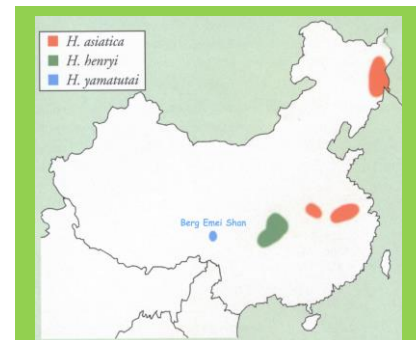 H. asiatica
H. henryi
H. yamatutai
Berg Emei Shan